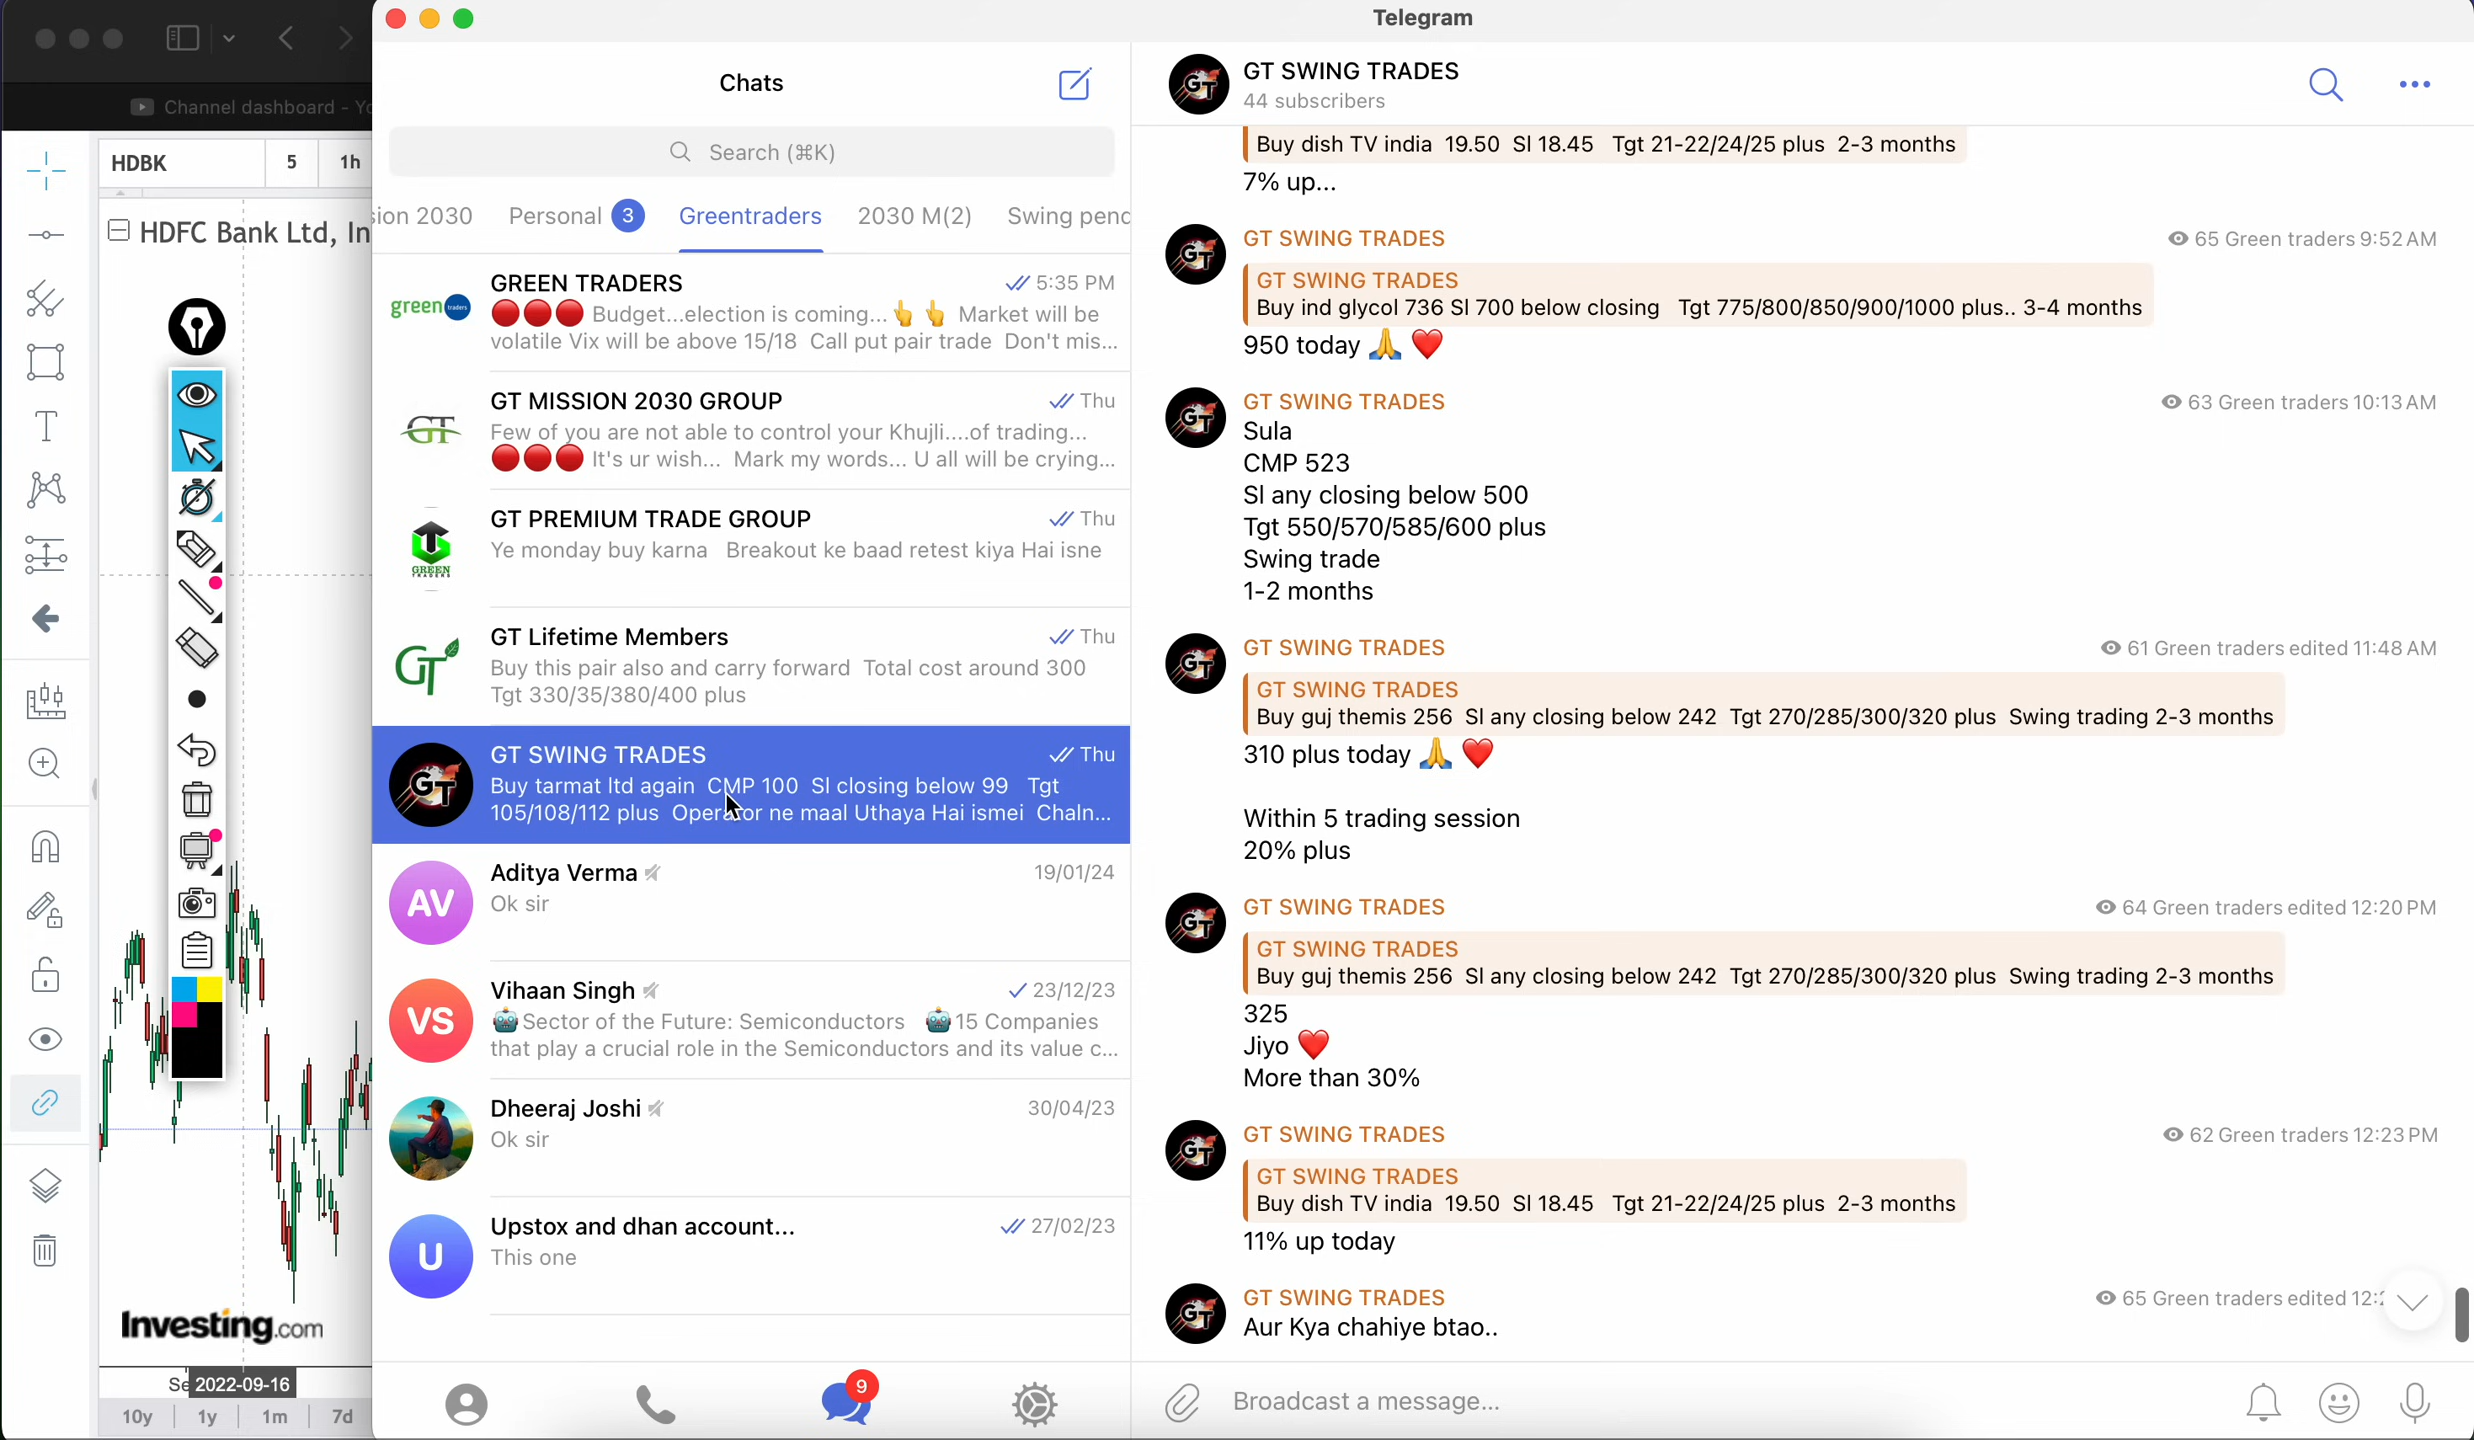 Telegram
Channel dashboard - Yo
HDBK
5
1h
HDFC Bank Ltd, In
Investing.com
2022-09-16
10y
1y
1m
7d
Chats
Search (⌘K)
sion 2030
Personal 3
Greentraders
2030 M(2)
Swing pend
green traders
GREEN TRADERS
5:35 PM
🔴🔴🔴 Budget...election is coming...👆👆 Market will be
volatile Vix will be above 15/18 Call put pair trade Don't mis...
GT
GT MISSION 2030 GROUP
Thu
Few of you are not able to control your Khujli....of trading...
🔴🔴🔴 It's ur wish... Mark my words... U all will be crying...
GREEN
TRADERS
GT PREMIUM TRADE GROUP
Thu
Ye monday buy karna Breakout ke baad retest kiya Hai isne
GT
GT Lifetime Members
Thu
Buy this pair also and carry forward Total cost around 300
Tgt 330/35/380/400 plus
GT
GT SWING TRADES
Thu
Buy tarmat ltd again CMP 100 Sl closing below 99 Tgt
105/108/112 plus Operator ne maal Uthaya Hai ismei Chaln...
AV
Aditya Verma
19/01/24
Ok sir
VS
Vihaan Singh
23/12/23
🤖Sector of the Future: Semiconductors 🤖15 Companies
that play a crucial role in the Semiconductors and its value c...
Dheeraj Joshi
30/04/23
Ok sir
U
Upstox and dhan account...
27/02/23
This one
9
GT
GT SWING TRADES
44 subscribers
Buy dish TV india 19.50 Sl 18.45 Tgt 21-22/24/25 plus 2-3 months
7% up...
GT
GT SWING TRADES
65 Green traders 9:52 AM
GT SWING TRADES
Buy ind glycol 736 Sl 700 below closing Tgt 775/800/850/900/1000 plus.. 3-4 months
950 today 🙏 ❤️
GT
GT SWING TRADES
63 Green traders 10:13 AM
Sula
CMP 523
Sl any closing below 500
Tgt 550/570/585/600 plus
Swing trade
1-2 months
GT
GT SWING TRADES
61 Green traders edited 11:48 AM
GT SWING TRADES
Buy guj themis 256 Sl any closing below 242 Tgt 270/285/300/320 plus Swing trading 2-3 months
310 plus today 🙏 ❤️
Within 5 trading session
20% plus
GT
GT SWING TRADES
64 Green traders edited 12:20 PM
GT SWING TRADES
Buy guj themis 256 Sl any closing below 242 Tgt 270/285/300/320 plus Swing trading 2-3 months
325
Jiyo ❤️
More than 30%
GT
GT SWING TRADES
62 Green traders 12:23 PM
GT SWING TRADES
Buy dish TV india 19.50 Sl 18.45 Tgt 21-22/24/25 plus 2-3 months
11% up today
GT
GT SWING TRADES
65 Green traders edited 12:2
Aur Kya chahiye btao..
Broadcast a message...